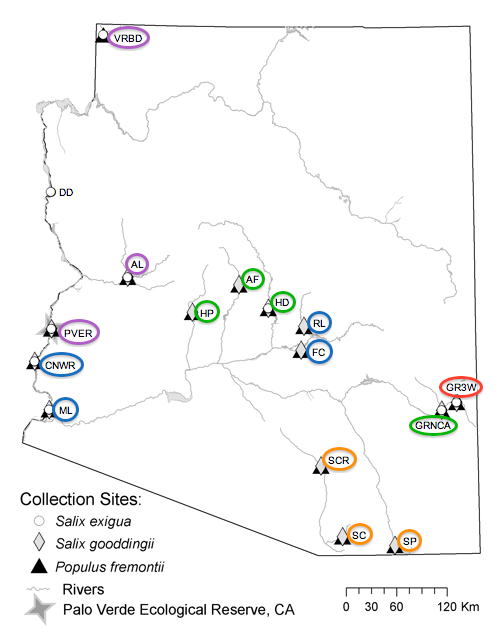 VRBD
DD
AL
AF
HD
HP
RL
PVER
FC
CNWR
GR3W
ML
GRNCA
SCR
Collection Sites:
Salix exigua
SC
SP
Salix gooddingii
Populus fremontii
Rivers
Palo Verde Ecological Reserve, CA
0 30 60 120 Km